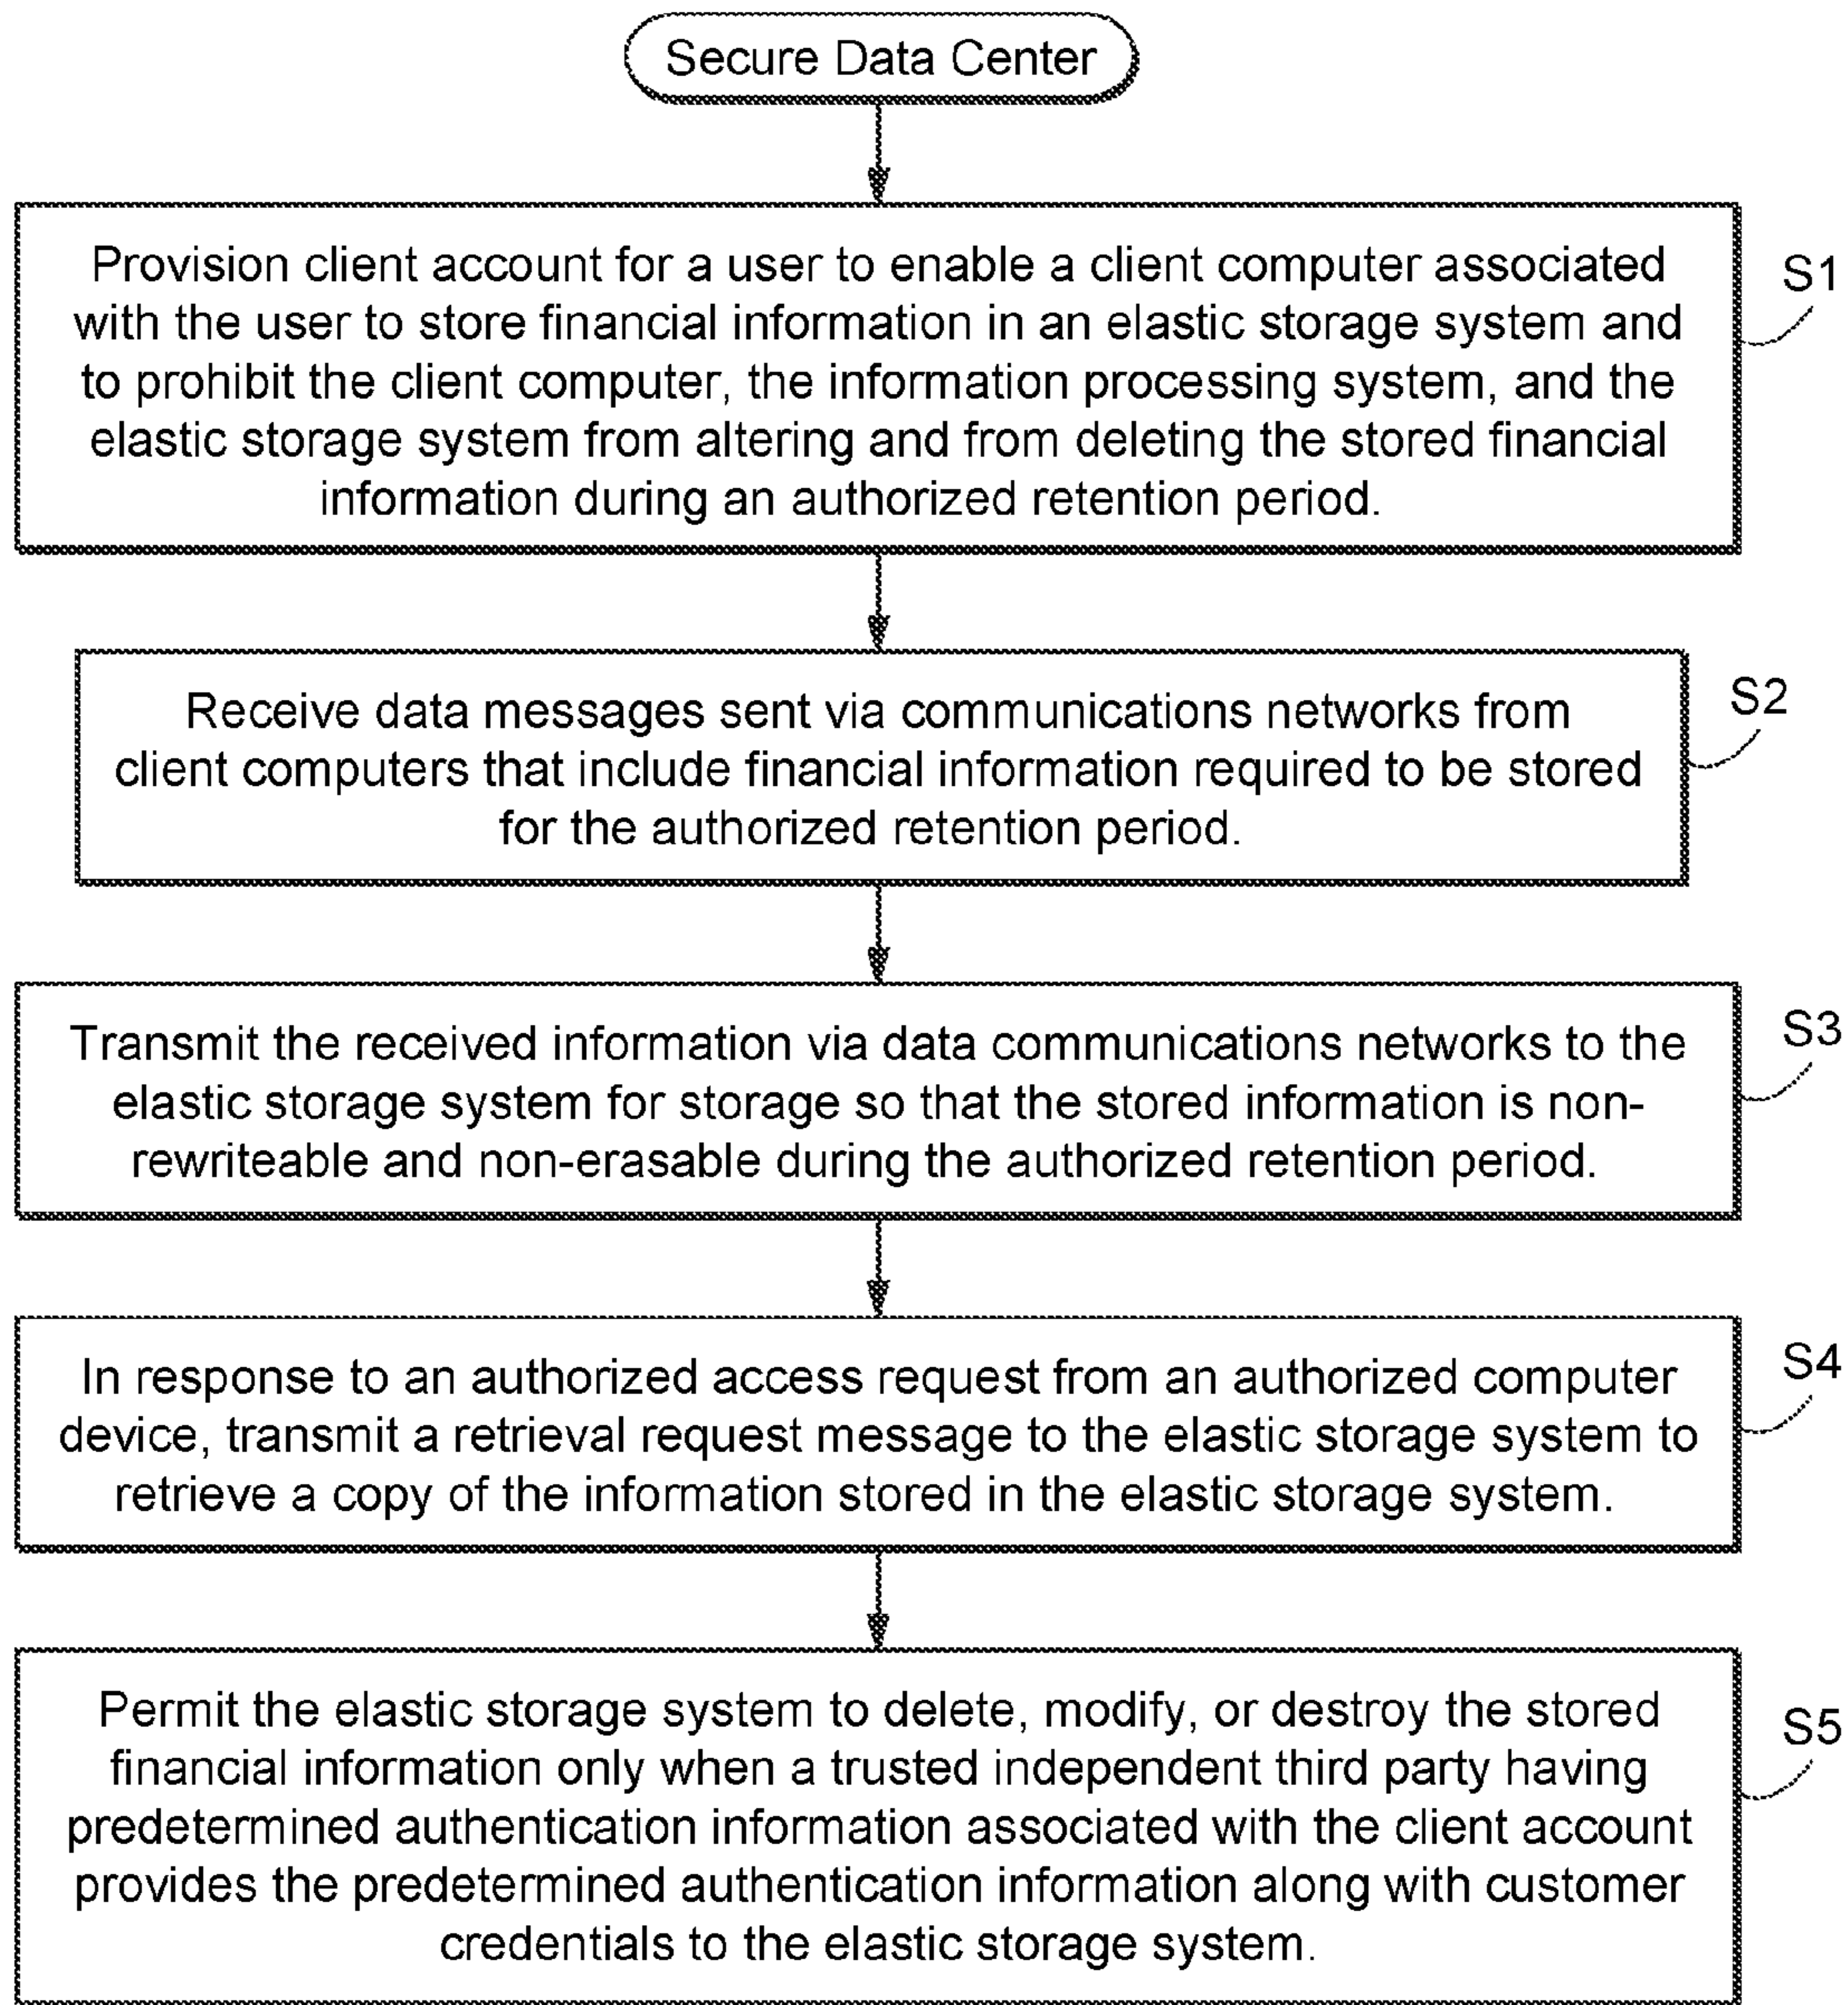 Secure Data Center
Provision client account for a user to enable a client computer associated
with the user to store financial information in an elastic storage system and
to prohibit the client computer, the information processing system, and the
elastic storage system from altering and from deleting the stored financial
information during an authorized retention period.
S1
Receive data messages sent via communications networks from
client computers that include financial information required to be stored
for the authorized retention period.
S2
Transmit the received information via data communications networks to the
elastic storage system for storage so that the stored information is non-
rewriteable and non-erasable during the authorized retention period.
S3
In response to an authorized access request from an authorized computer
device, transmit a retrieval request message to the elastic storage system to
retrieve a copy of the information stored in the elastic storage system.
S4
Permit the elastic storage system to delete, modify, or destroy the stored
financial information only when a trusted independent third party having
predetermined authentication information associated with the client account
provides the predetermined authentication information along with customer
credentials to the elastic storage system.
S5